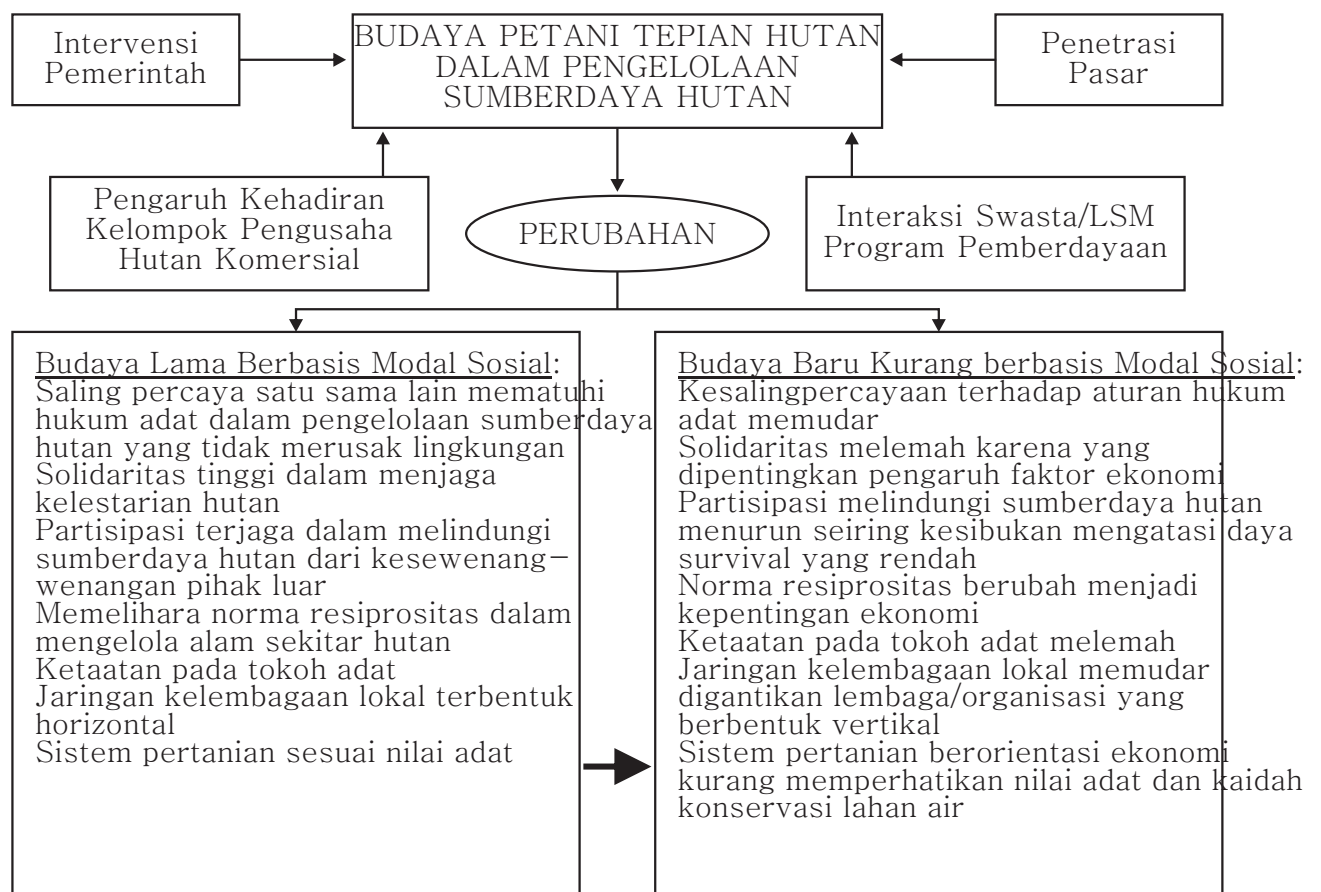 Intervensi
Pemerintah
BUDAYA PETANI TEPIAN HUTAN
DALAM PENGELOLAAN
SUMBERDAYA HUTAN
Penetrasi
Pasar
Pengaruh Kehadiran
Kelompok Pengusaha
Hutan Komersial
PERUBAHAN
Interaksi Swasta/LSM
Program Pemberdayaan
Budaya Lama Berbasis Modal Sosial:
Saling percaya satu sama lain mematuhi
hukum adat dalam pengelolaan sumberdaya
hutan yang tidak merusak lingkungan
Solidaritas tinggi dalam menjaga
kelestarian hutan
Partisipasi terjaga dalam melindungi
sumberdaya hutan dari kesewenang-
wenangan pihak luar
Memelihara norma resiprositas dalam
mengelola alam sekitar hutan
Ketaatan pada tokoh adat
Jaringan kelembagaan lokal terbentuk
horizontal
Sistem pertanian sesuai nilai adat
Budaya Baru Kurang berbasis Modal Sosial:
Kesalingpercayaan terhadap aturan hukum
adat memudar
Solidaritas melemah karena yang
dipentingkan pengaruh faktor ekonomi
Partisipasi melindungi sumberdaya hutan
menurun seiring kesibukan mengatasi daya
survival yang rendah
Norma resiprositas berubah menjadi
kepentingan ekonomi
Ketaatan pada tokoh adat melemah
Jaringan kelembagaan lokal memudar
digantikan lembaga/organisasi yang
berbentuk vertikal
Sistem pertanian berorientasi ekonomi
kurang memperhatikan nilai adat dan kaidah
konservasi lahan air